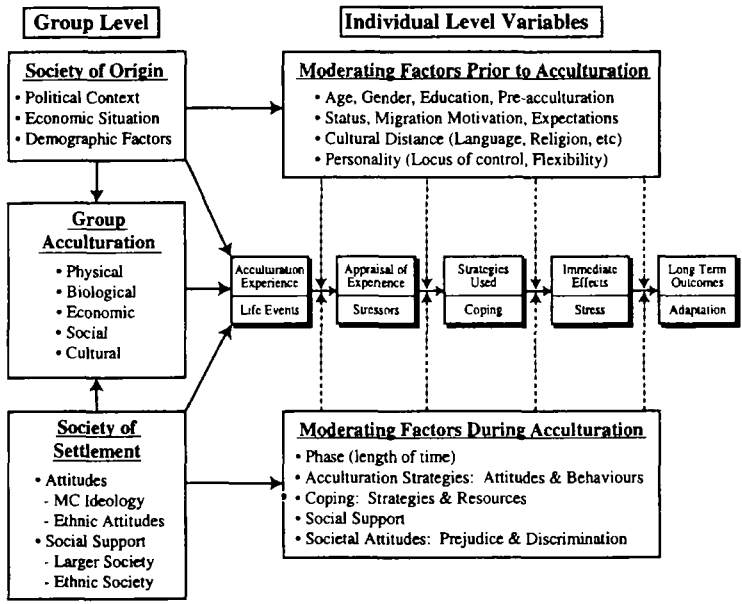 Group Level
Individual Level Variables
Society of Origin
• Political Context
• Economic Situation
• Demographic Factors
Moderating Factors Prior to Acculturation
• Age, Gender, Education, Pre-acculturation
• Status, Migration Motivation, Expectations
• Cultural Distance (Language, Religion, etc)
• Personality (Locus of control, Flexibility)
Group
Acculturation
• Physical
• Biological
• Economic
• Social
• Cultural
Acculturation
Experience
Life Events
Appraisal of
Experience
Stressors
Strategies
Used
Coping
Immediate
Effects
Stress
Long Term
Outcomes
Adaptation
Society of
Settlement
• Attitudes
- MC Ideology
- Ethnic Attitudes
• Social Support
- Larger Society
- Ethnic Society
Moderating Factors During Acculturation
• Phase (length of time)
• Acculturation Strategies: Attitudes & Behaviours
• Coping: Strategies & Resources
• Social Support
• Societal Attitudes: Prejudice & Discrimination